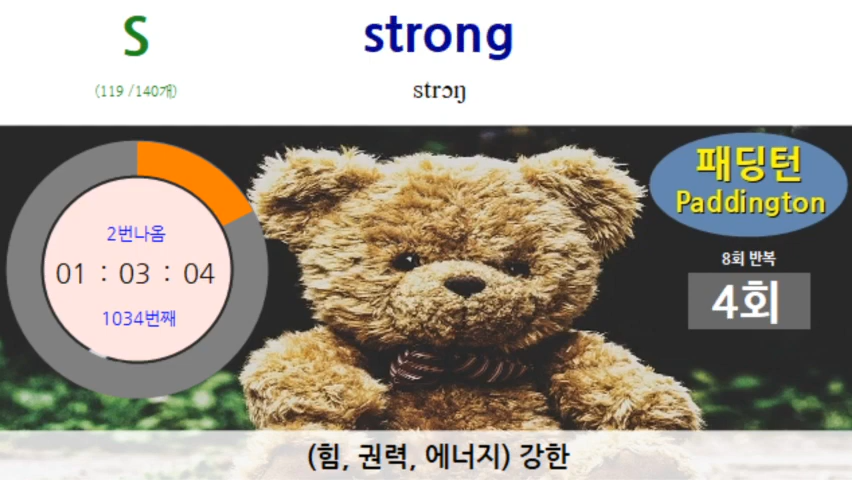 S
strong
(119 /140개)
strɔŋ
패딩턴
Paddington
2번나옴
01 : 03 : 04
1034번째
8회 반복
4회
(힘, 권력, 에너지) 강한